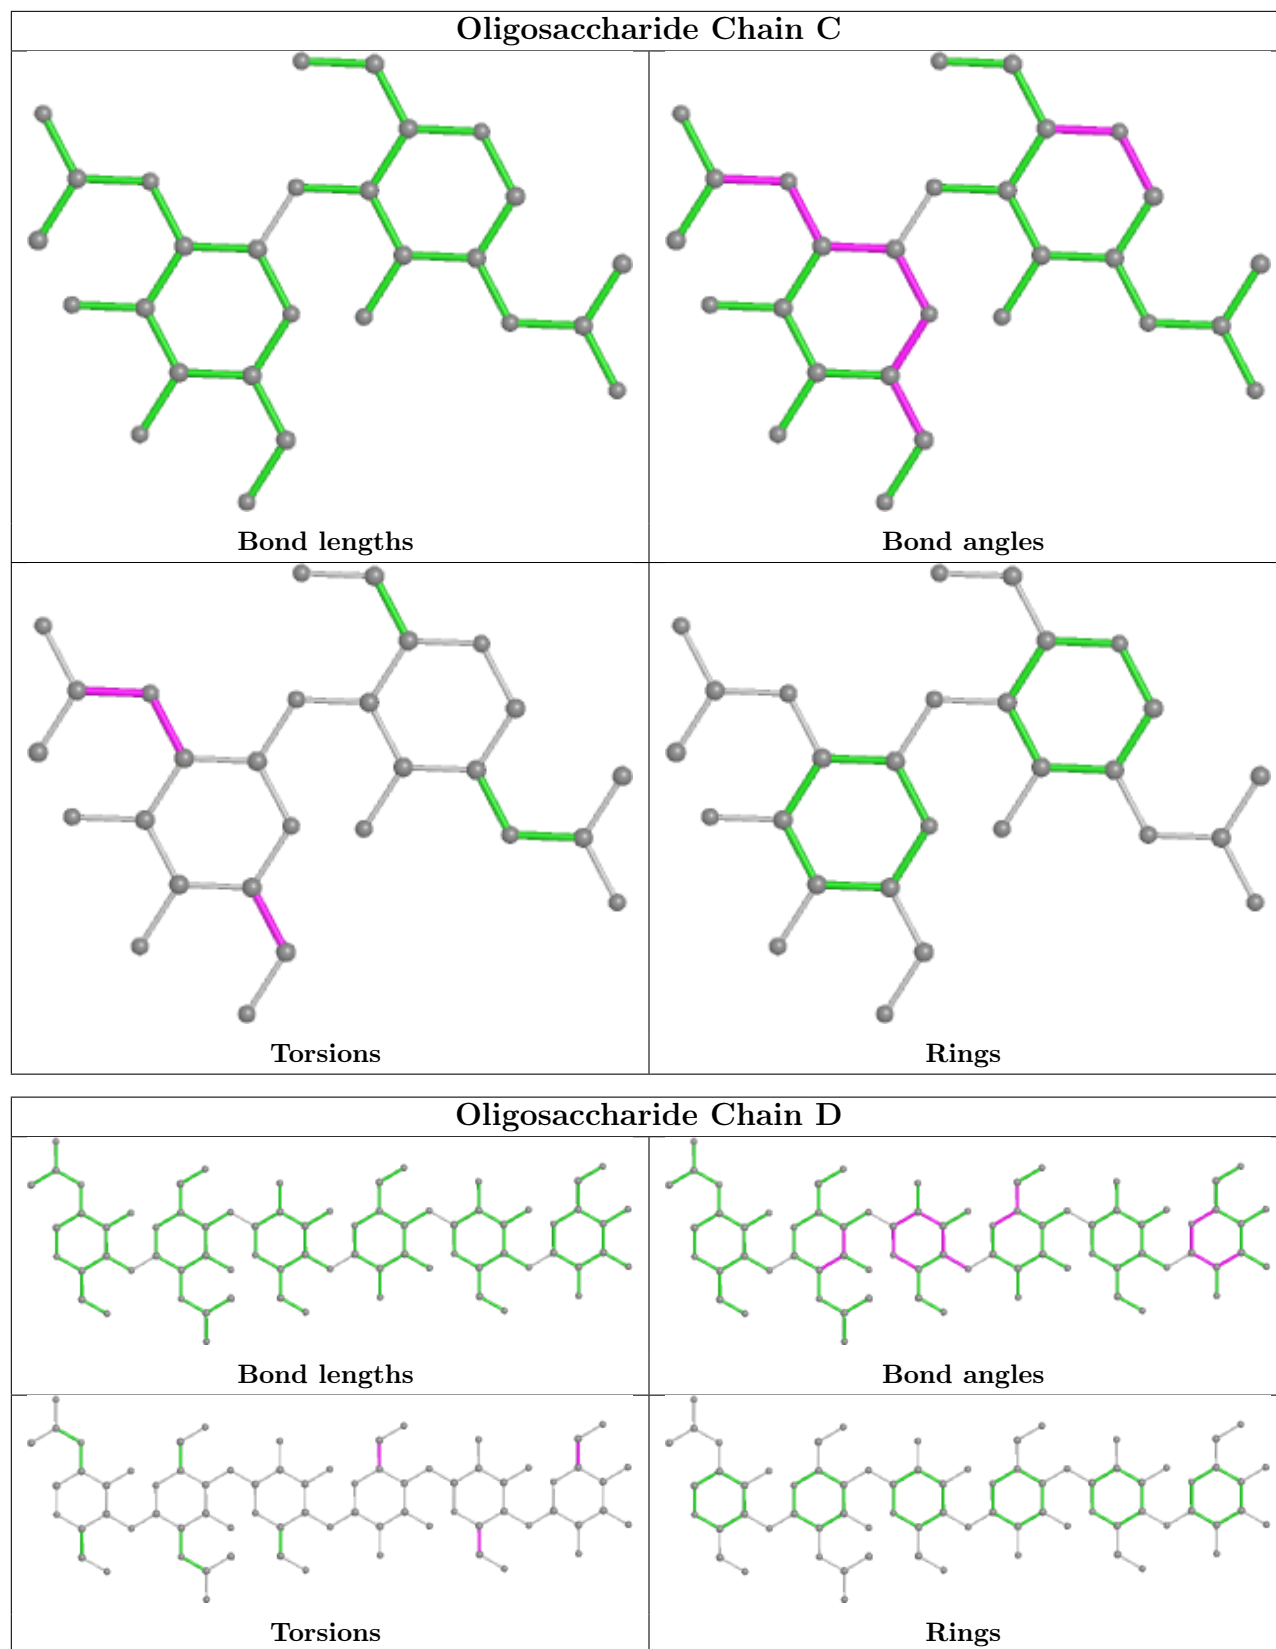 Oligosaccharide Chain C
Bond lengths
Bond angles
Torsions
Rings
Oligosaccharide Chain D
Bond lengths
Bond angles
Torsions
Rings